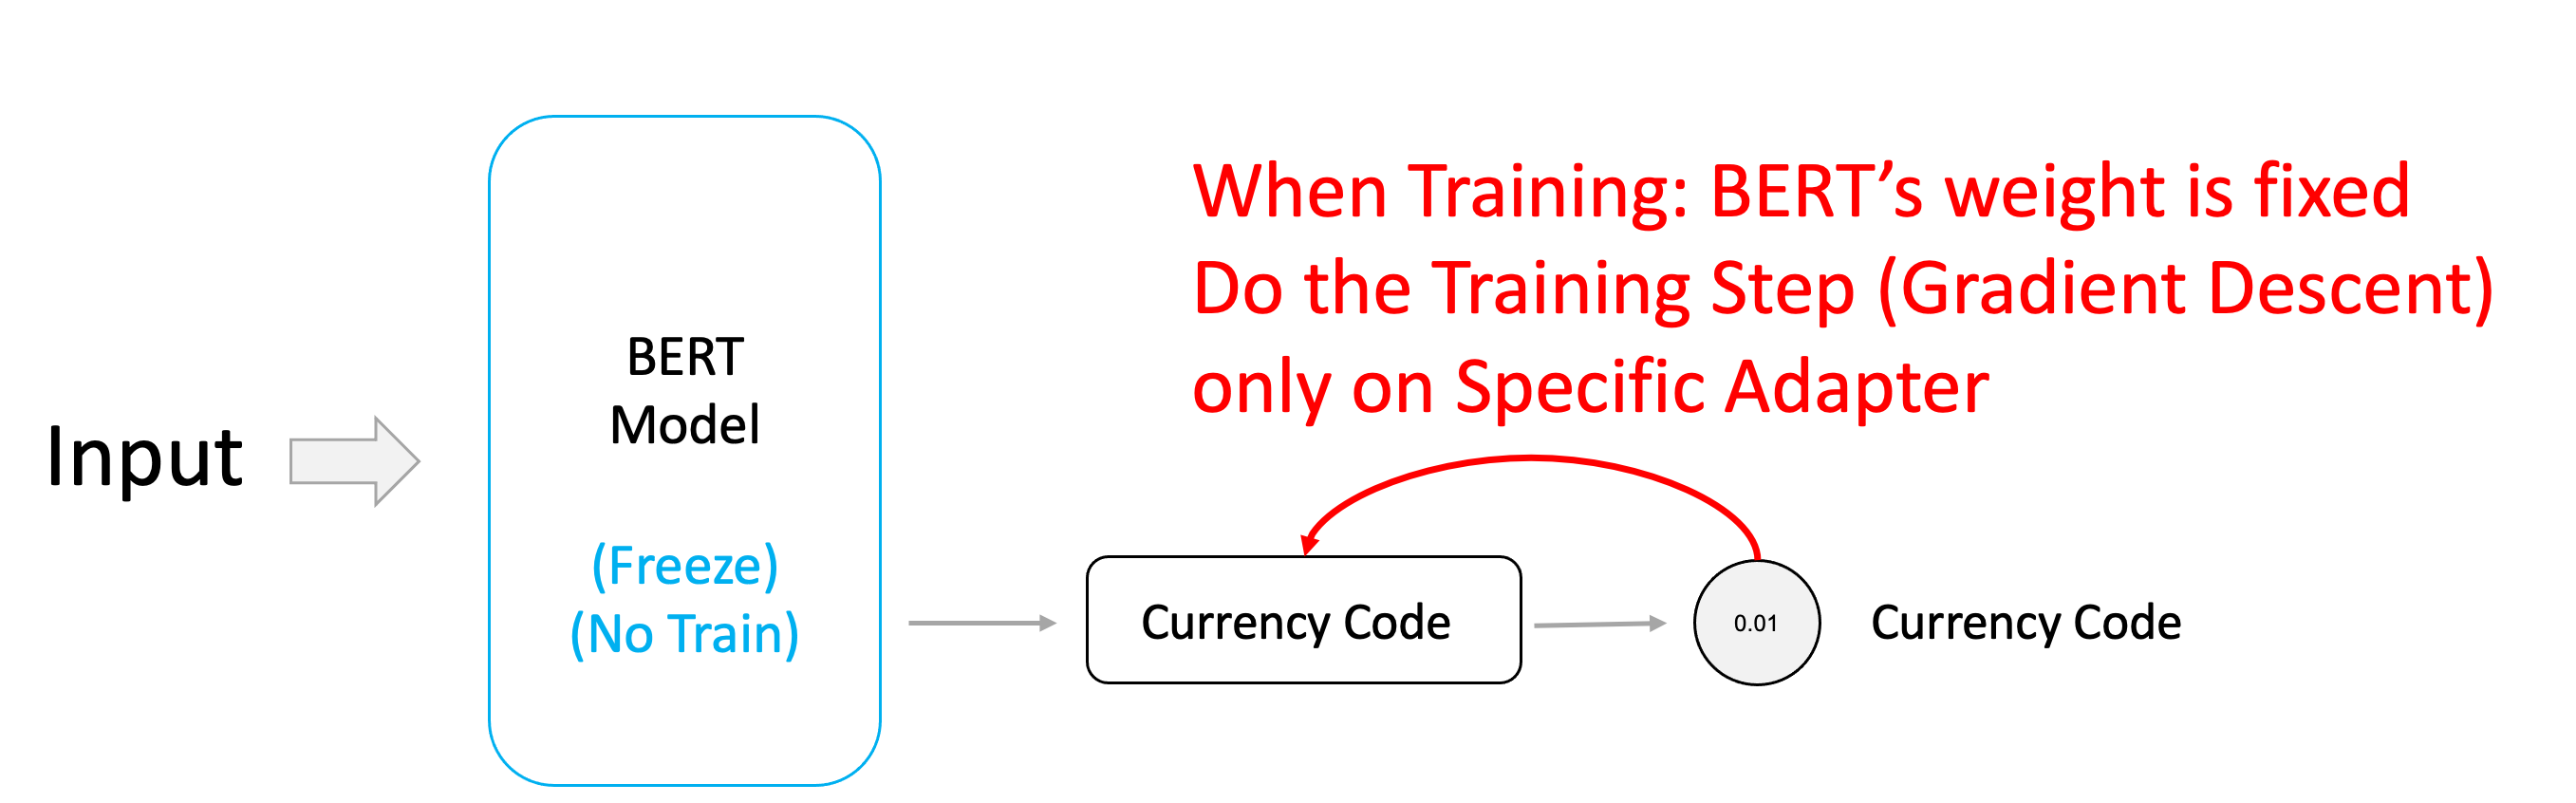 When Training: BERT’s weight is fixed
Do the Training Step (Gradient Descent)
only on Specific Adapter
Input
BERT
Model
(Freeze)
(No Train)
Currency Code
0.01
Currency Code